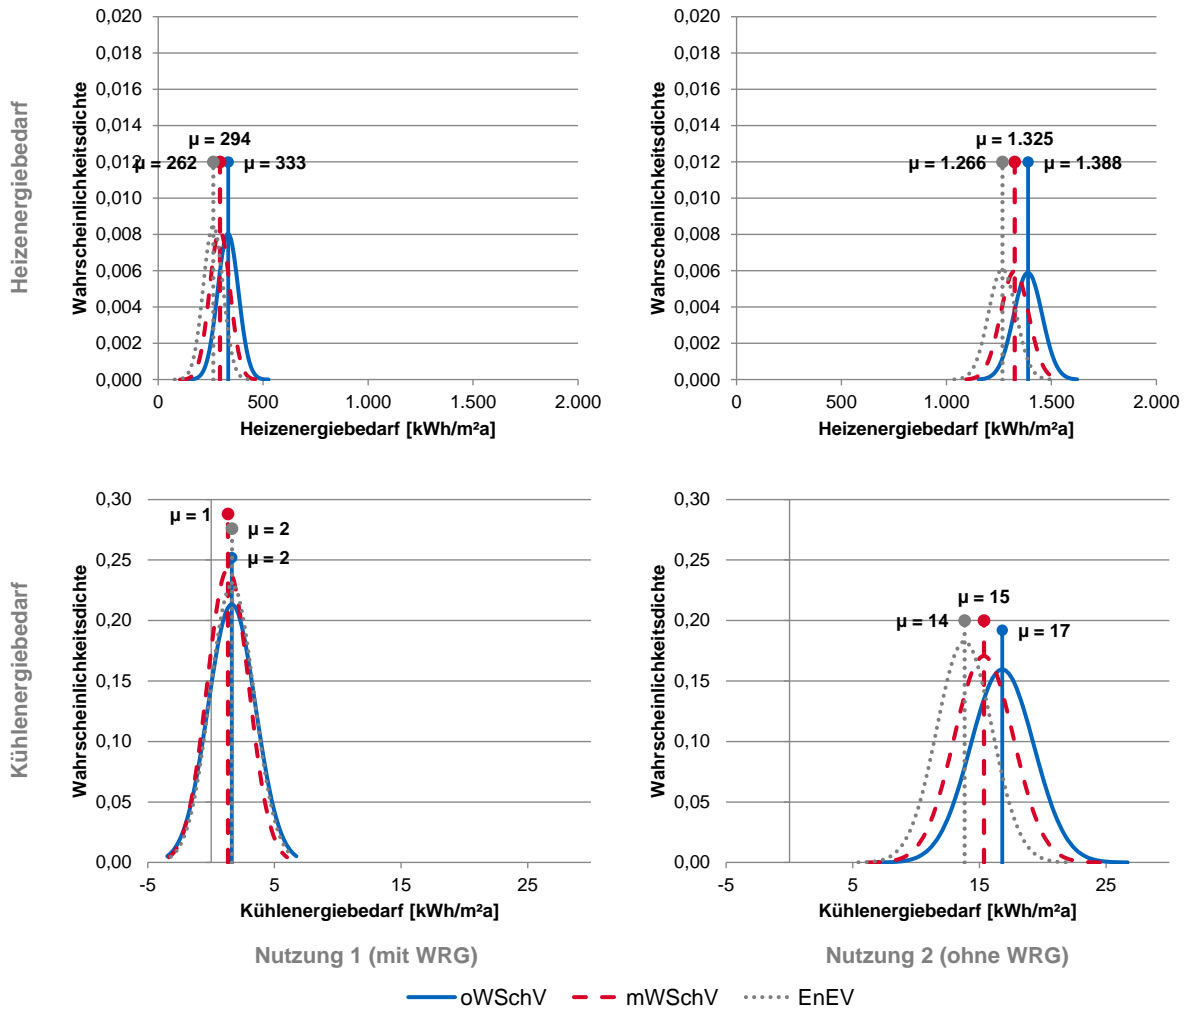 Heizenergiebedarf
Wahrscheinlichkeitsdichte
0,020
0,018
0,016
0,014
0,012
0,010
0,008
0,006
0,004
0,002
0,000
µ = 294
µ = 262
µ = 333
0
500
1.000
1.500
2.000
Heizenergiebedarf [kWh/m²a]
Wahrscheinlichkeitsdichte
0,020
0,018
0,016
0,014
0,012
0,010
0,008
0,006
0,004
0,002
0,000
µ = 1.325
µ = 1.266
µ = 1.388
0
500
1.000
1.500
2.000
Heizenergiebedarf [kWh/m²a]
Kühlenergiebedarf
Wahrscheinlichkeitsdichte
0,30
0,25
0,20
0,15
0,10
0,05
0,00
µ = 1
µ = 2
µ = 2
-5
5
15
25
Kühlenergiebedarf [kWh/m²a]
Wahrscheinlichkeitsdichte
0,30
0,25
0,20
0,15
0,10
0,05
0,00
µ = 15
µ = 14
µ = 17
-5
5
15
25
Kühlenergiebedarf [kWh/m²a]
Nutzung 1 (mit WRG)
Nutzung 2 (ohne WRG)
oWSchV
mWSchV
EnEV